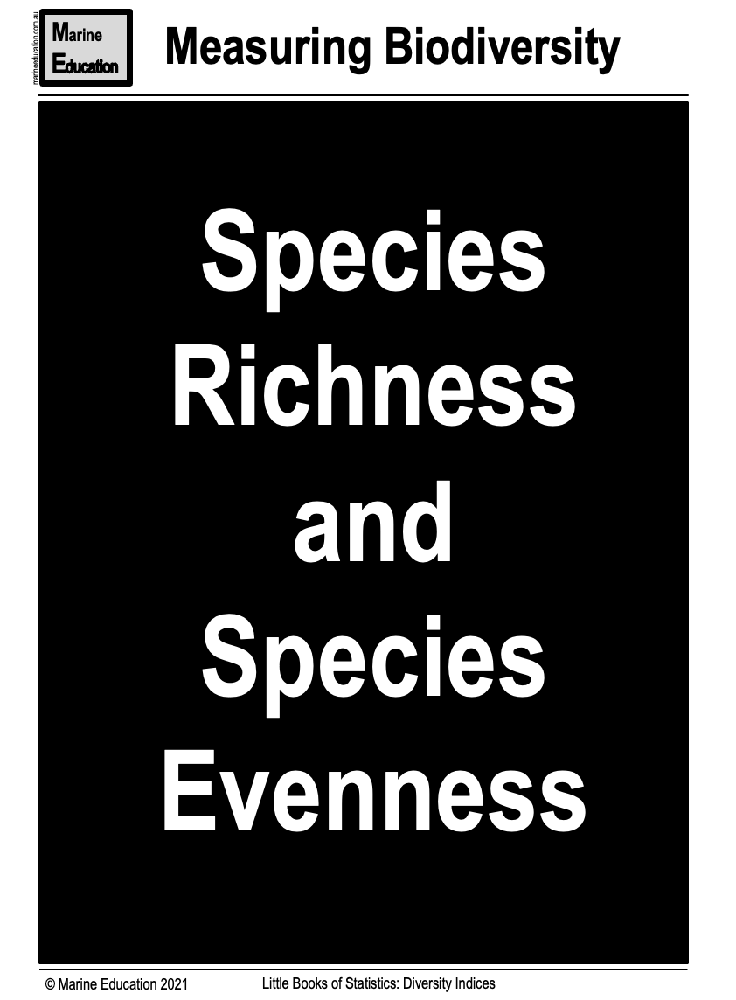 marineeducation.com.au
Marine
Education
Measuring Biodiversity
Species
Richness
and
Species
Evenness
© Marine Education 2021
Little Books of Statistics: Diversity Indices